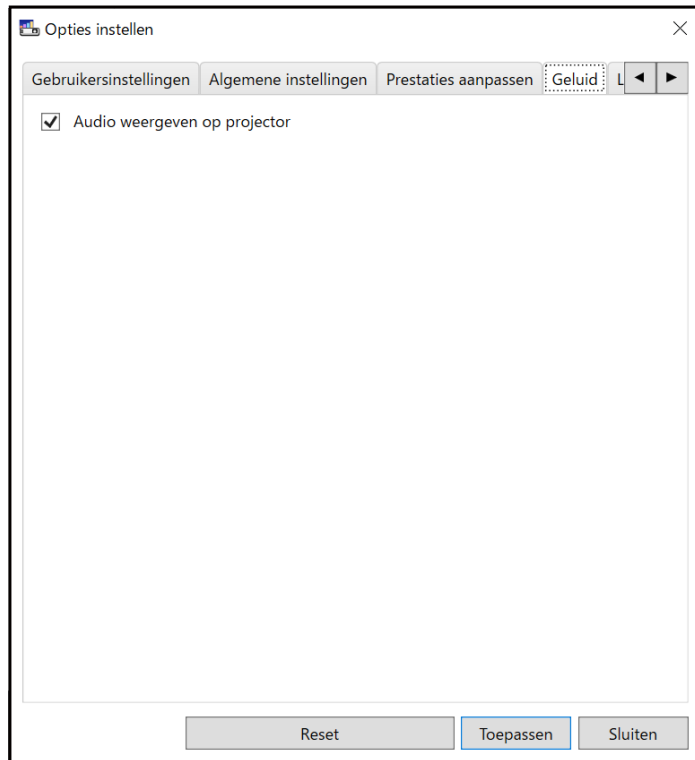 Opties instellen
Gebruikersinstellingen Algemene instellingen Prestaties aanpassen Geluid L
Audio weergeven op projector
Reset Toepassen Sluiten